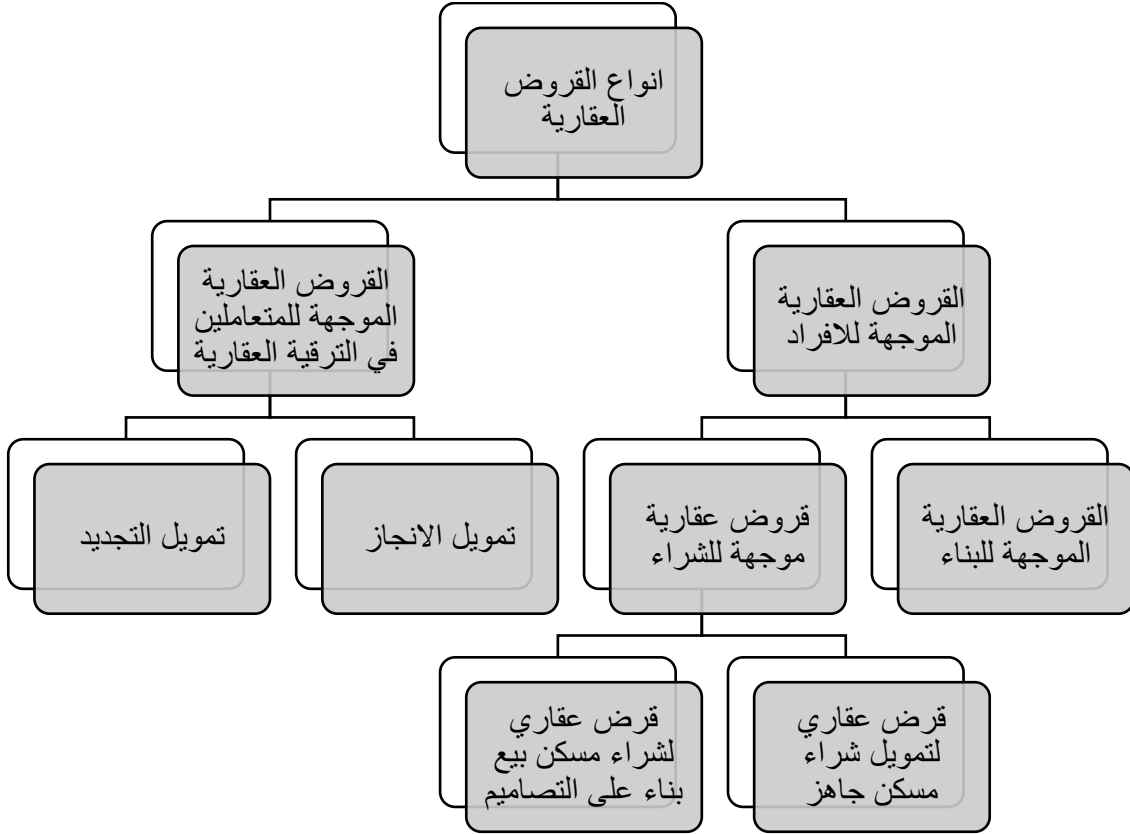 انواع القروض
العقارية
القروض العقارية
الموجهة للافراد
القروض العقارية
الموجهة للمتعاملين
في الترقية العقارية
القروض العقارية
الموجهة للبناء
قروض عقارية
موجهة للشراء
تمويل الانجاز
تمويل التجديد
قرض عقاري
لتمويل شراء
مسكن جاهز
قرض عقاري
لشراء مسكن بيع
بناء على التصاميم